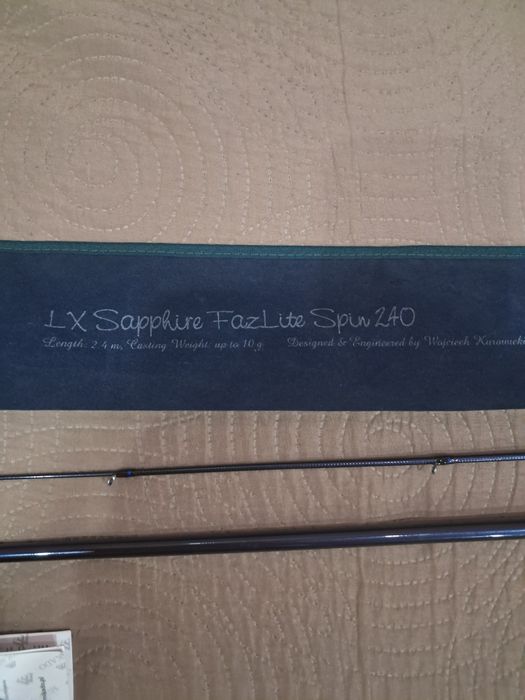 LX Sapphire FazLite Spin 240
Length: 2.4 m, Casting Weight: up to 10 g Designed & Engineered by Wojciech